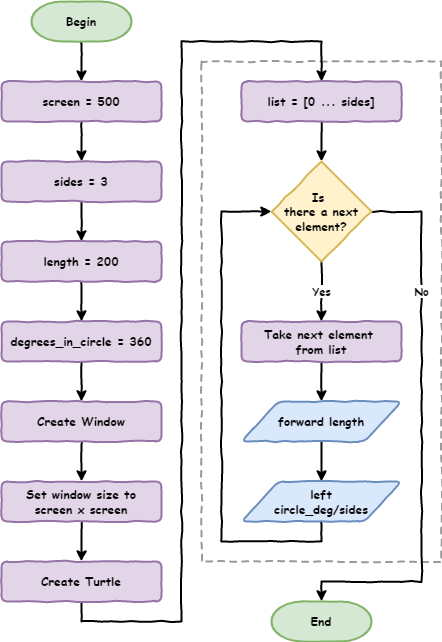 Begin
screen = 500
sides = 3
length = 200
degrees_in_circle = 360
Create Window
Set window size to
screen x screen
Create Turtle
list = [0 ... sides]
Is
there a next
element?
Yes
No
Take next element
from list
forward length
left
circle_deg/sides
End